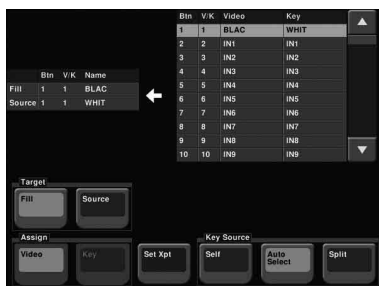 Btn V/K Video Key
1 1 BLAC WHIT
2 2 IN1 IN1
3 3 IN2 IN2
4 4 IN3 IN3
5 5 IN4 IN4
6 6 IN5 IN5
7 7 IN6 IN6
8 8 IN7 IN7
9 9 IN8 IN8
10 10 IN9 IN9
Btn V/K Name
Fill 1 1 BLAC
Source 1 1 WHIT
Target
Fill Source
Assign
Video Key Set Xpt
Key Source
Self Auto Select Split